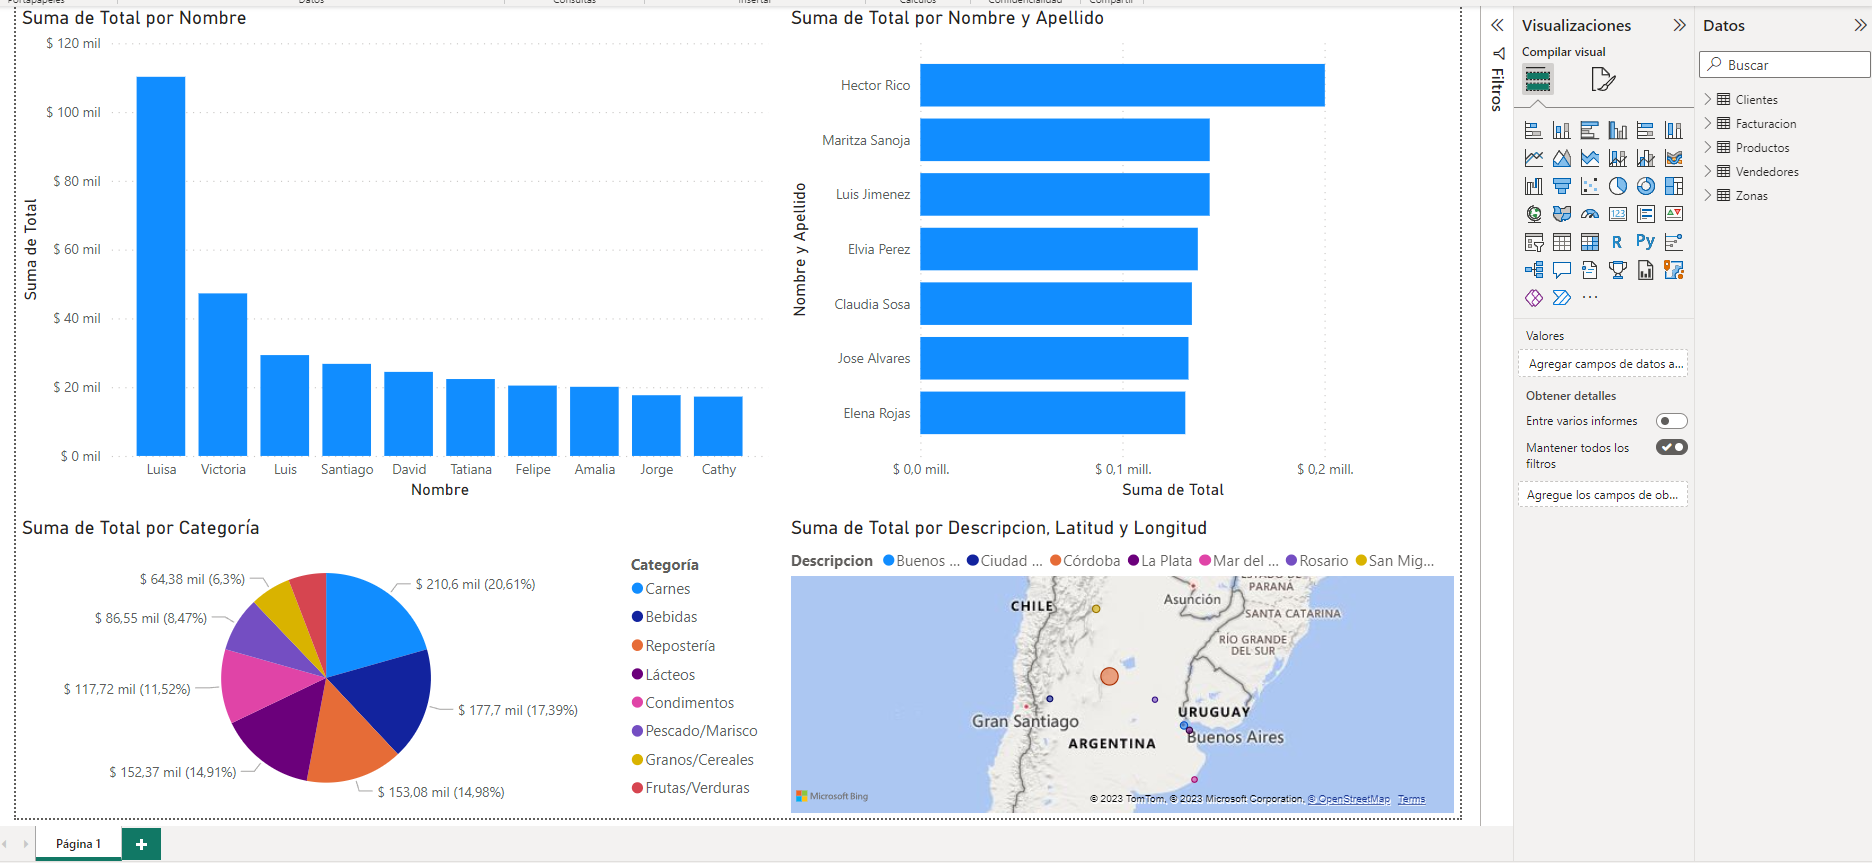 Portapapeles Datos Consultas Insertar Cálculos Confidencialidad Compartir
Suma de Total por Nombre
$ 120 mil
$ 100 mil
$ 80 mil
$ 60 mil
$ 40 mil
$ 20 mil
$ 0 mil
Suma de Total
Luisa Victoria Luis Santiago David Tatiana Felipe Amalia Jorge Cathy
Nombre
Suma de Total por Nombre y Apellido
Nombre y Apellido
Hector Rico
Maritza Sanoja
Luis Jimenez
Elvia Perez
Claudia Sosa
Jose Alvares
Elena Rojas
$ 0,0 mill. $ 0,1 mill. $ 0,2 mill.
Suma de Total
Suma de Total por Categoría
$ 64,38 mil (6,3%)
$ 86,55 mil (8,47%)
$ 117,72 mil (11,52%)
$ 152,37 mil (14,91%)
$ 210,6 mil (20,61%)
$ 177,7 mil (17,39%)
$ 153,08 mil (14,98%)
Categoría
Carnes
Bebidas
Repostería
Lácteos
Condimentos
Pescado/Marisco
Granos/Cereales
Frutas/Verduras
Suma de Total por Descripcion, Latitud y Longitud
Descripcion Buenos ... Ciudad ... Córdoba La Plata Mar del ... Rosario San Mig...
CHILE
Asunción
ESTADO DE
PARANÁ
SANTA CATARINA
RÍO GRANDE
DEL SUR
URUGUAY
Gran Santiago
Buenos Aires
ARGENTINA
Microsoft Bing
© 2023 TomTom, © 2023 Microsoft Corporation, © OpenStreetMap Terms
Página 1
+
Filtros
Visualizaciones
Compilar visual
123
R
Py
...
Valores
Agregar campos de datos a...
Obtener detalles
Entre varios informes
Mantener todos los
filtros
Agregue los campos de ob...
Datos
Buscar
Clientes
Facturacion
Productos
Vendedores
Zonas